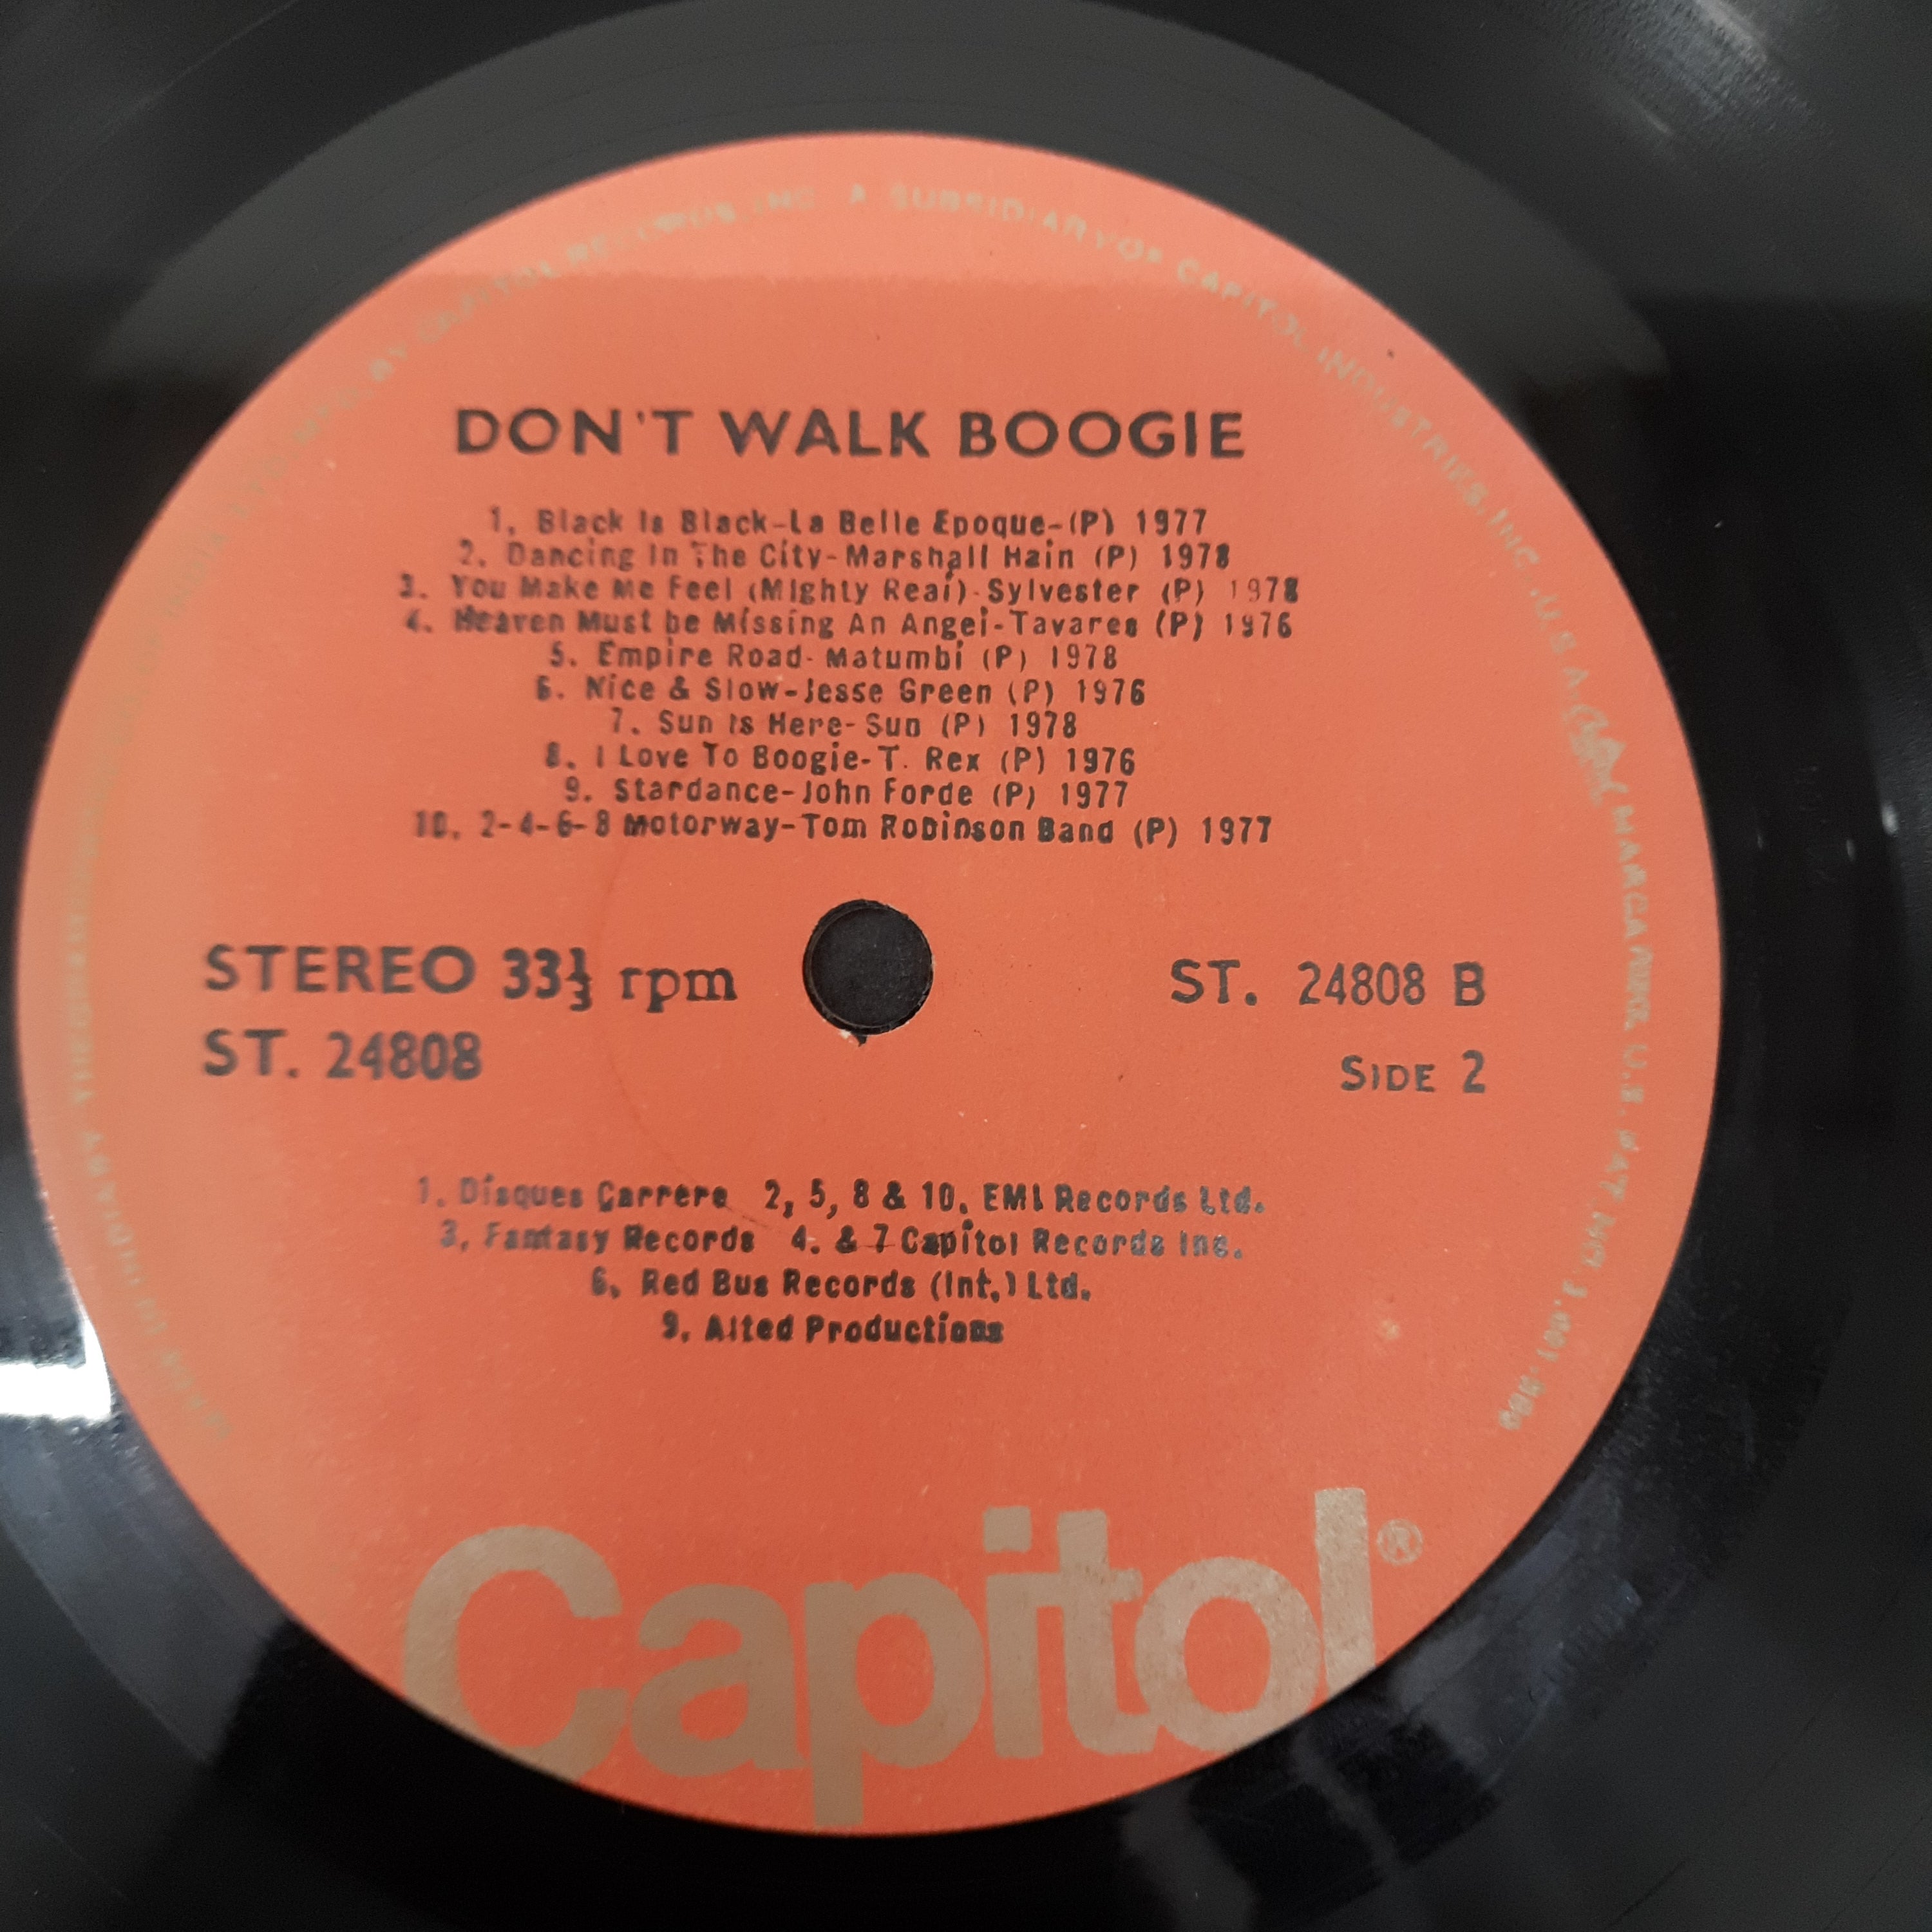 A SUBSIDIARY OF CAPITOL INDUSTRIES, INC., U.S.A.
DON'T WALK BOOGIE
1, Black Is Black-La Belle Epoque-(P) 1977
2. Dancing In The City-Marshall Hain (P) 1978
3. You Make Me Feel (Mighty Real)-Sylvester (P) 1978
4. Heaven Must be Missing An Angel-Tavares (P) 1976
5. Empire Road-Matumbi (P) 1978
6. Nice & Slow-Jesse Green (P) 1976
7. Sun Is Here-Sun (P) 1978
8. I Love To Boogie-T. Rex (P) 1976
9. Stardance-John Forde (P) 1977
10. 2-4-6-8 Motorway-Tom Robinson Band (P) 1977
STEREO 33⅓ rpm
ST. 24808
ST. 24808 B
SIDE 2
1. Disques Carrere 2, 5, 8 & 10. EMI Records Ltd.
3, Fantasy Records 4. & 7 Capitol Records Inc.
6, Red Bus Records (Int.) Ltd.
9, Alted Productions
Capitol®